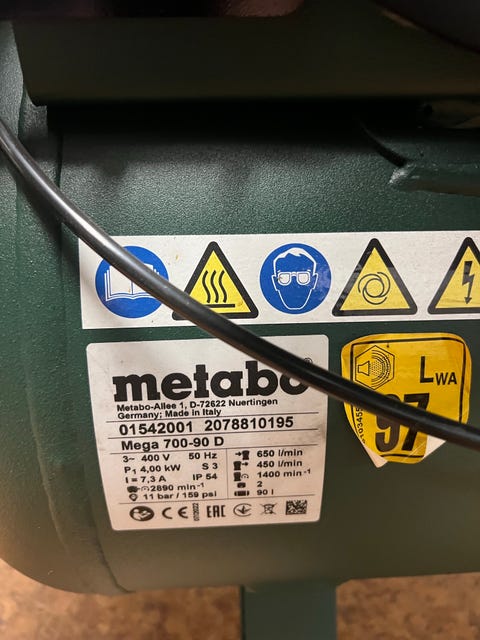 metabo
Metabo-Allee 1, D-72622 Nuertingen
Germany; Made in Italy
01542001 2078810195
Mega 700-90 D
3~ 400 V 50 Hz 650 l/min
P1 4,00 kW S 3 450 l/min
I = 7,3 A IP 54 1400 min-1
2890 min-1 2
11 bar / 159 psi 90 l
CE EAC
LWA
97